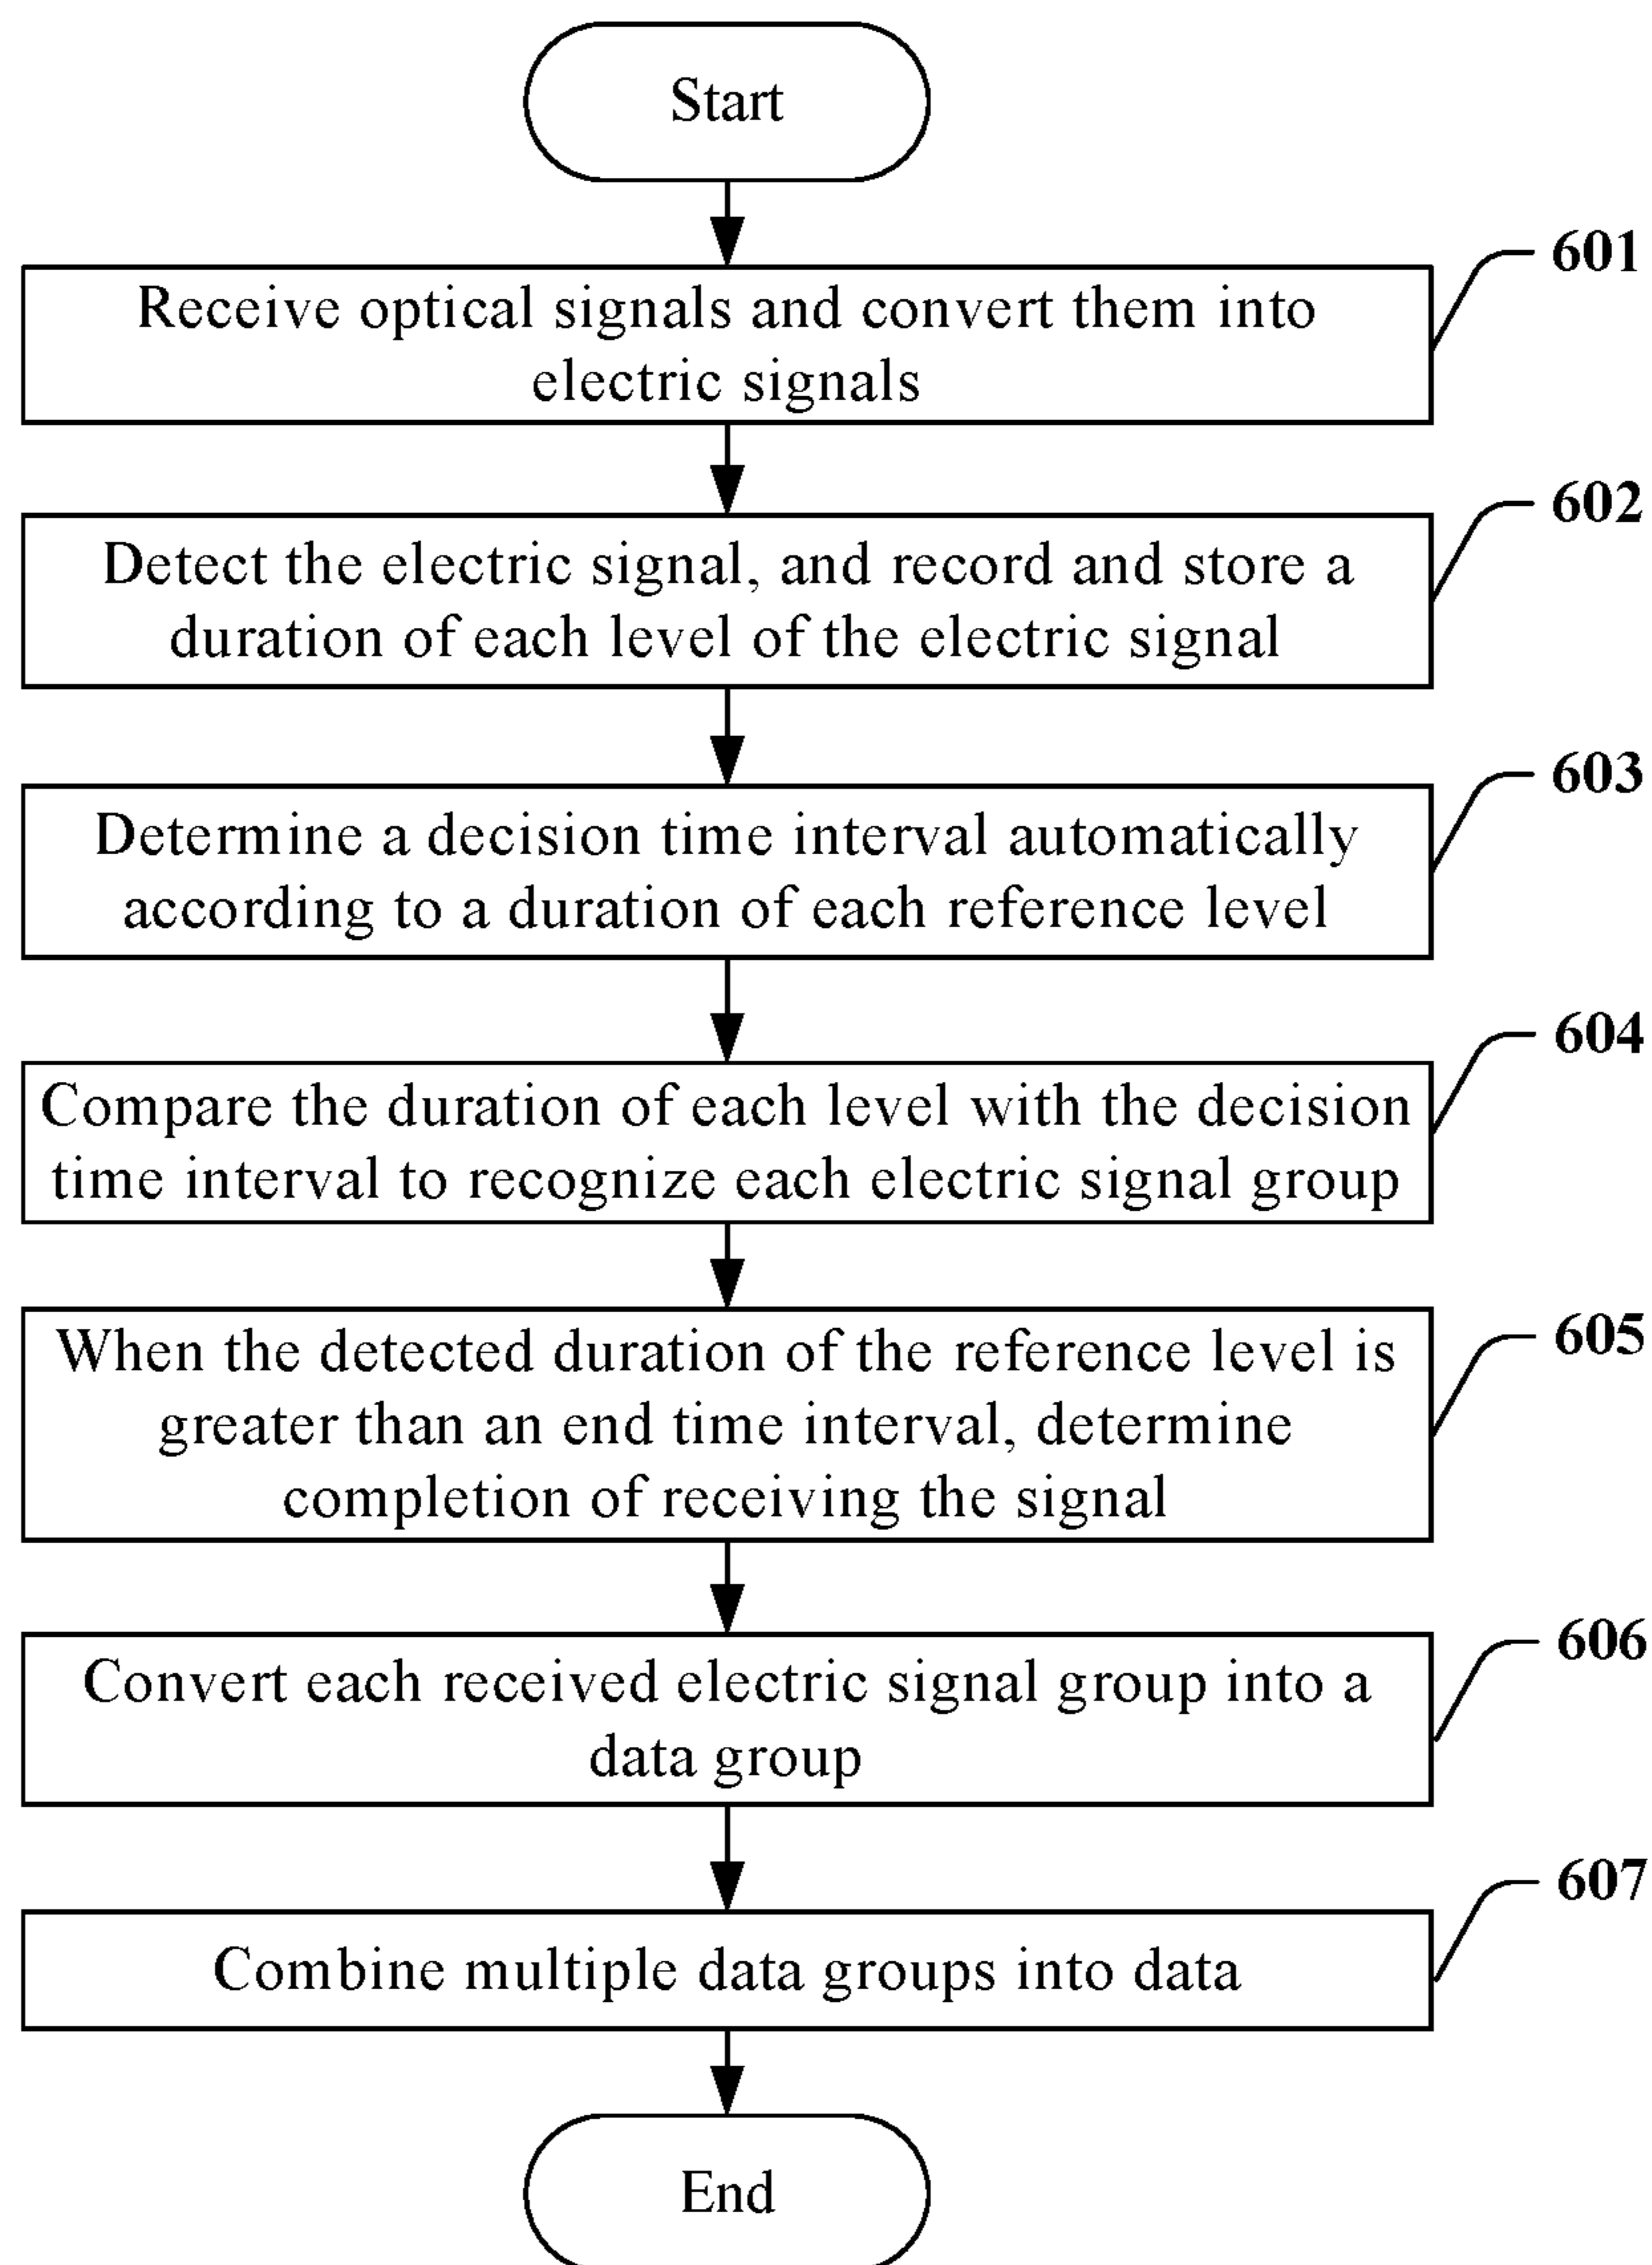 Start
601
Receive optical signals and convert them into
electric signals
602
Detect the electric signal, and record and store a
duration of each level of the electric signal
603
Determine a decision time interval automatically
according to a duration of each reference level
604
Compare the duration of each level with the decision
time interval to recognize each electric signal group
605
When the detected duration of the reference level is
greater than an end time interval, determine
completion of receiving the signal
606
Convert each received electric signal group into a
data group
607
Combine multiple data groups into data
End